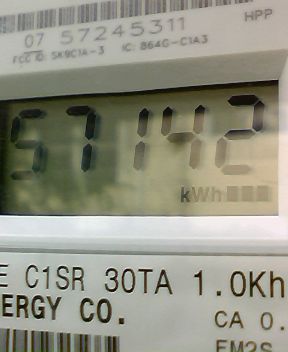 HPP
07 57245311
FCC ID: SK9C1A-3 IC: 864G-C1A3
57142
kWh
E C1SR 30TA 1.0Kh
ERGY CO. CA 0.
EM2S